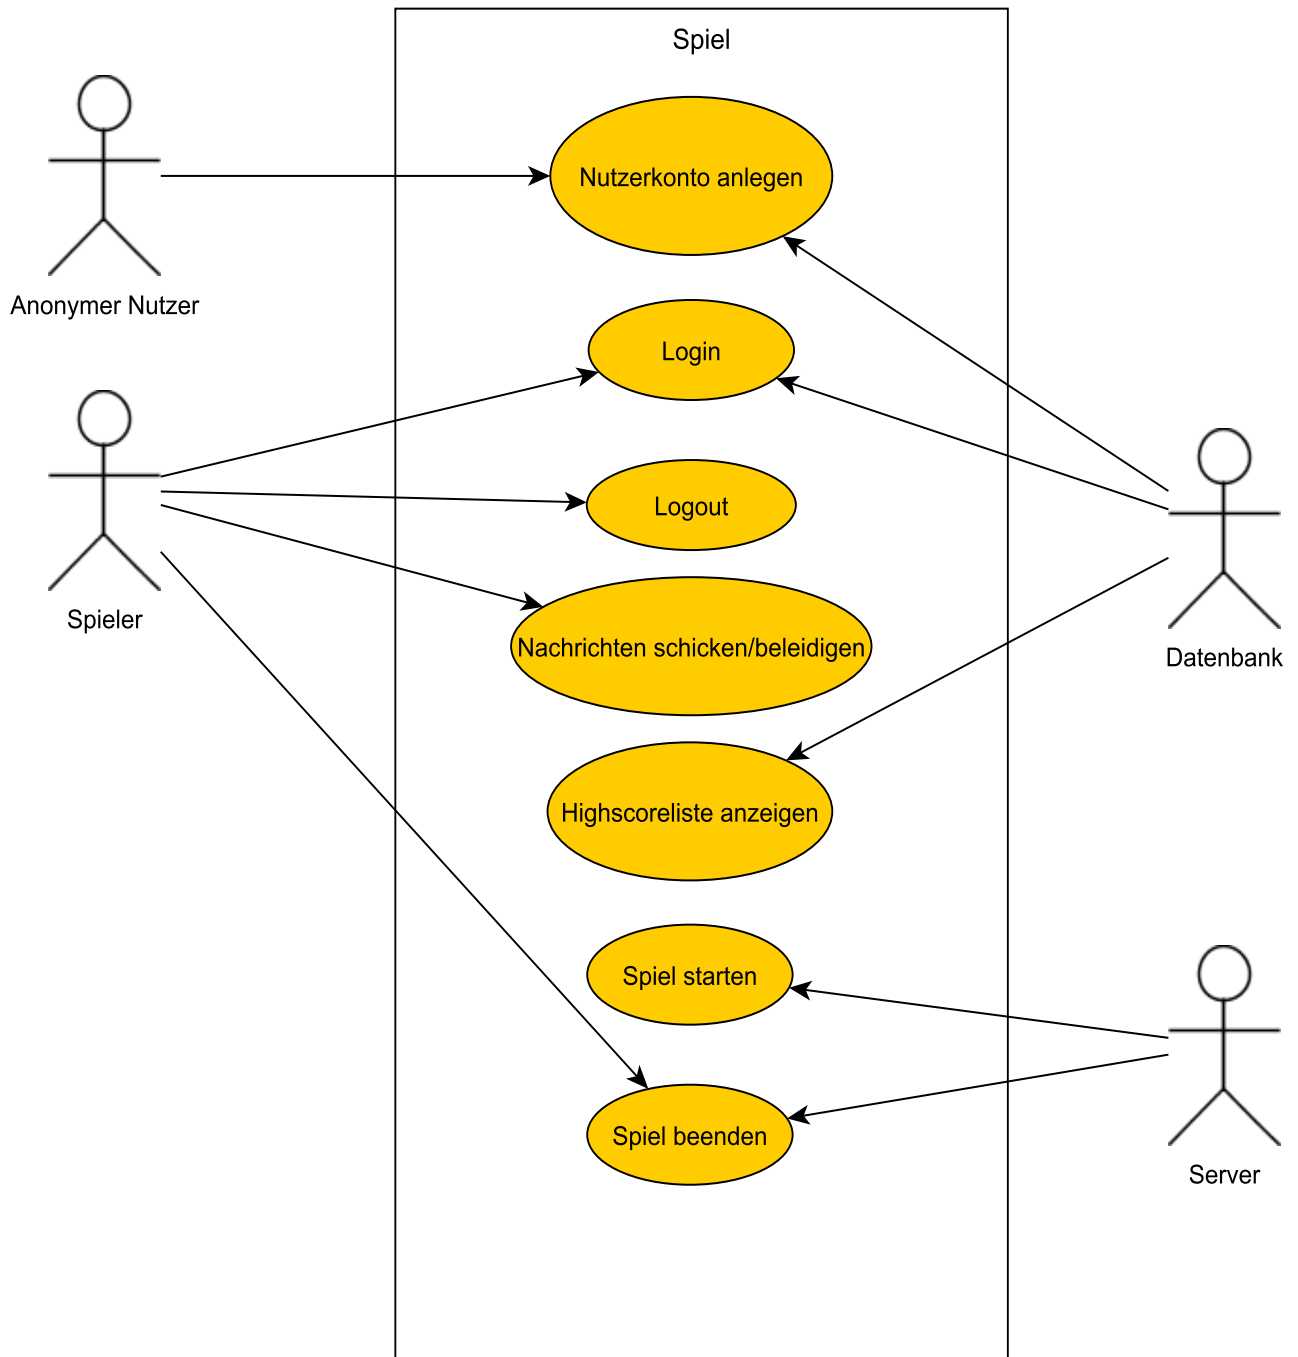 Spiel
Nutzerkonto anlegen
Anonymer Nutzer
Login
Logout
Spieler
Nachrichten schicken/beleidigen
Datenbank
Highscoreliste anzeigen
Spiel starten
Spiel beenden
Server